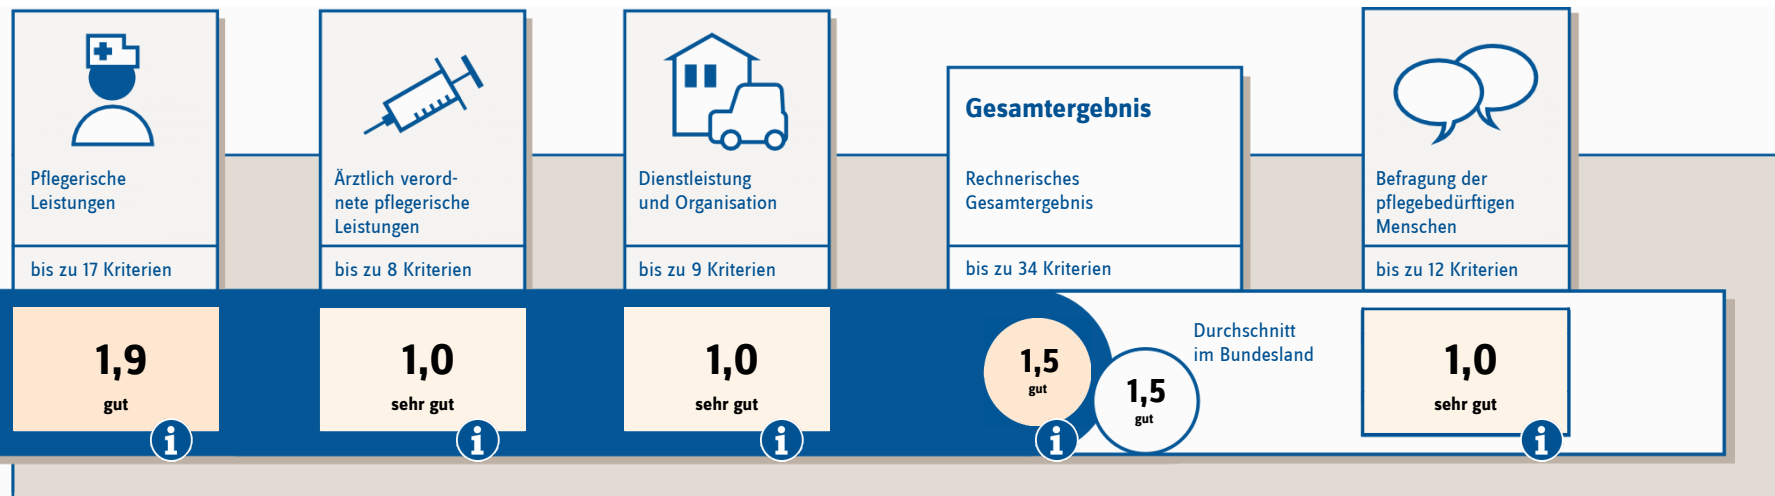 Pflegerische
Leistungen
bis zu 17 Kriterien
1,9
gut
Ärztlich verord-
nete pflegerische
Leistungen
bis zu 8 Kriterien
1,0
sehr gut
Dienstleistung
und Organisation
bis zu 9 Kriterien
1,0
sehr gut
Gesamtergebnis
Rechnerisches
Gesamtergebnis
bis zu 34 Kriterien
1,5
gut
Durchschnitt
im Bundesland
1,5
gut
Befragung der
pflegebedürftigen
Menschen
bis zu 12 Kriterien
1,0
sehr gut